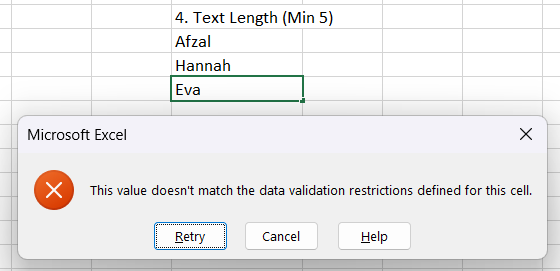 4. Text Length (Min 5)
Afzal
Hannah
Eva
Microsoft Excel
This value doesn't match the data validation restrictions defined for this cell.
Retry Cancel Help